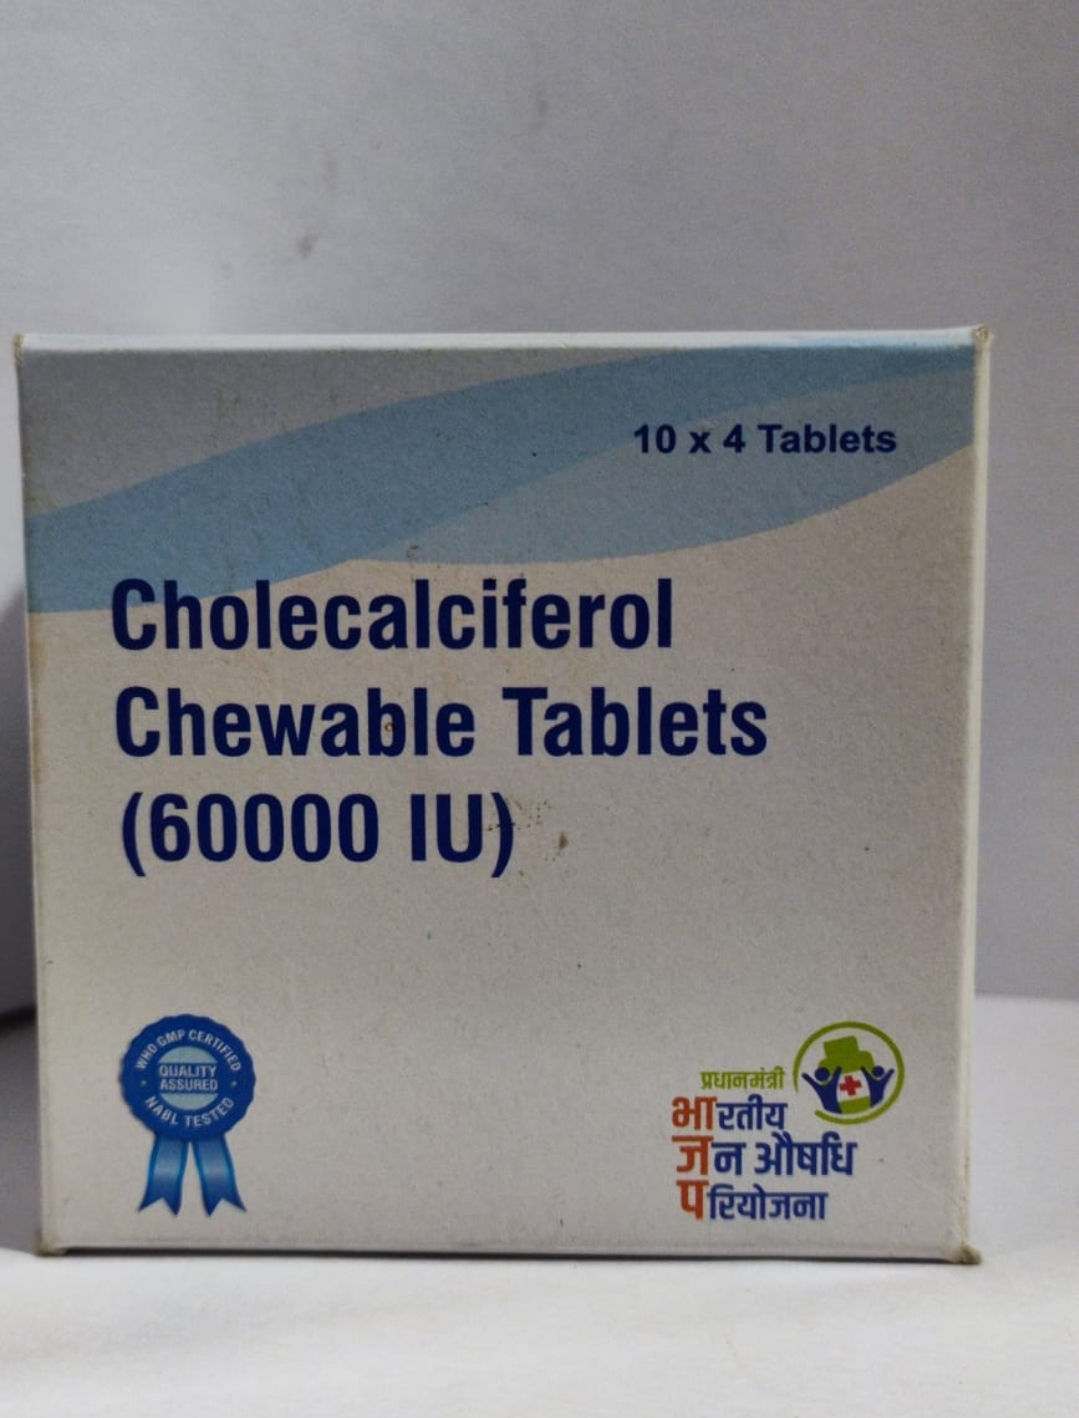 10 x 4 Tablets
Cholecalciferol
Chewable Tablets
(60000 IU)
WHO GMP CERTIFIED
QUALITY
ASSURED
NABL TESTED
प्रधानमंत्री
भारतीय
जन औषधि
परियोजना